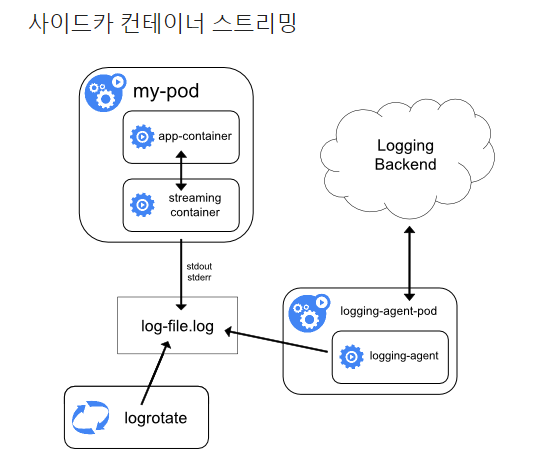 사이드카 컨테이너 스트리밍
my-pod
app-container
streaming
container
Logging
Backend
stdout
stderr
logging-agent-pod
log-file.log
logging-agent
logrotate